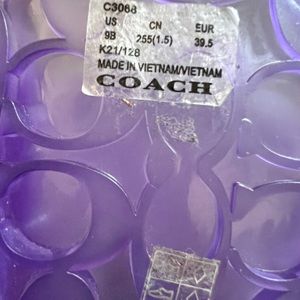 C3068
US CN EUR
9B 255(1.5) 39.5
K21/128
MADE IN VIETNAM/VIETNAM
COACH